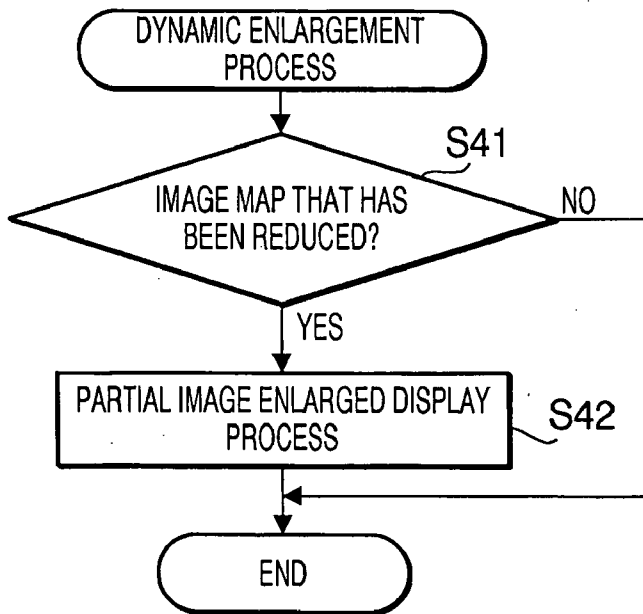 DYNAMIC ENLARGEMENT
PROCESS
S41
IMAGE MAP THAT HAS
BEEN REDUCED?
NO
YES
PARTIAL IMAGE ENLARGED DISPLAY
PROCESS
S42
END